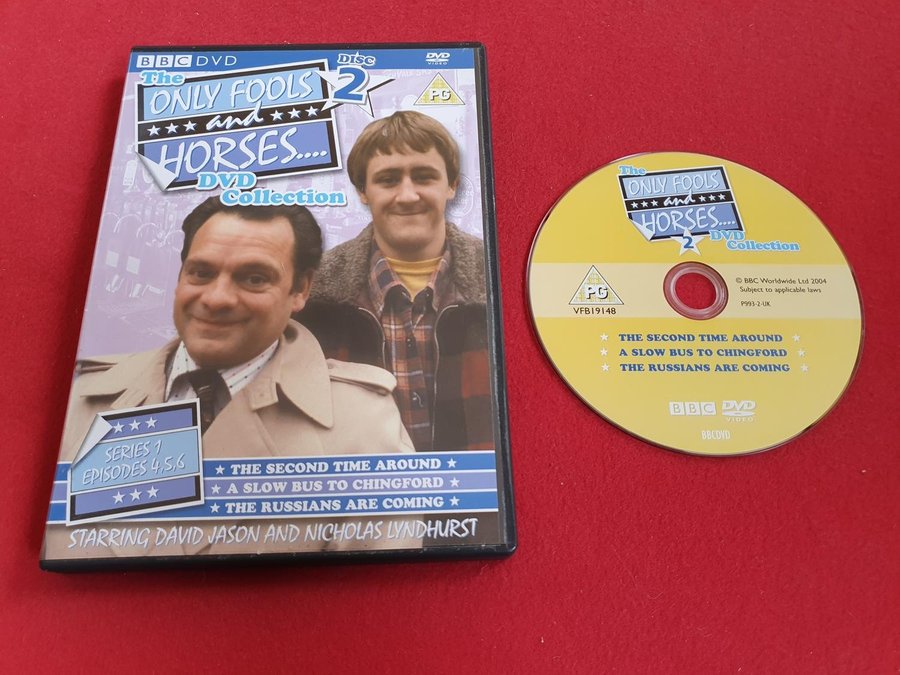 BBC DVD
DISC 2
DVD VIDEO
PG
The
ONLY FOOLS
and
HORSES....
DVD
Collection
SERIES 1
EPISODES 4,5,6
THE SECOND TIME AROUND
A SLOW BUS TO CHINGFORD
THE RUSSIANS ARE COMING
STARRING DAVID JASON AND NICHOLAS LYNDHURST
The
ONLY FOOLS
and
HORSES....
2 DVD
Collection
PG
VFB19148
© BBC Worldwide Ltd 2004
Subject to applicable laws
P993-2-UK
THE SECOND TIME AROUND
A SLOW BUS TO CHINGFORD
THE RUSSIANS ARE COMING
BBC DVD VIDEO
BBCDVD